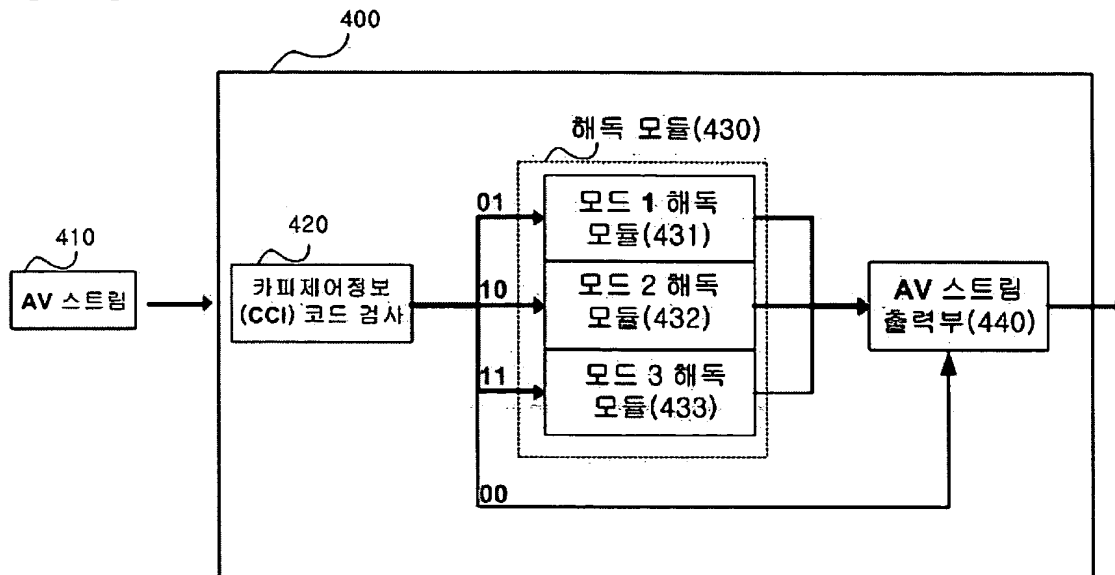 400
해독 모듈(430)
410
AV 스트림
420
카피제어정보
(CCI) 코드 검사
01
10
11
00
모드 1 해독
모듈(431)
모드 2 해독
모듈(432)
모드 3 해독
모듈(433)
AV 스트림
출력부(440)